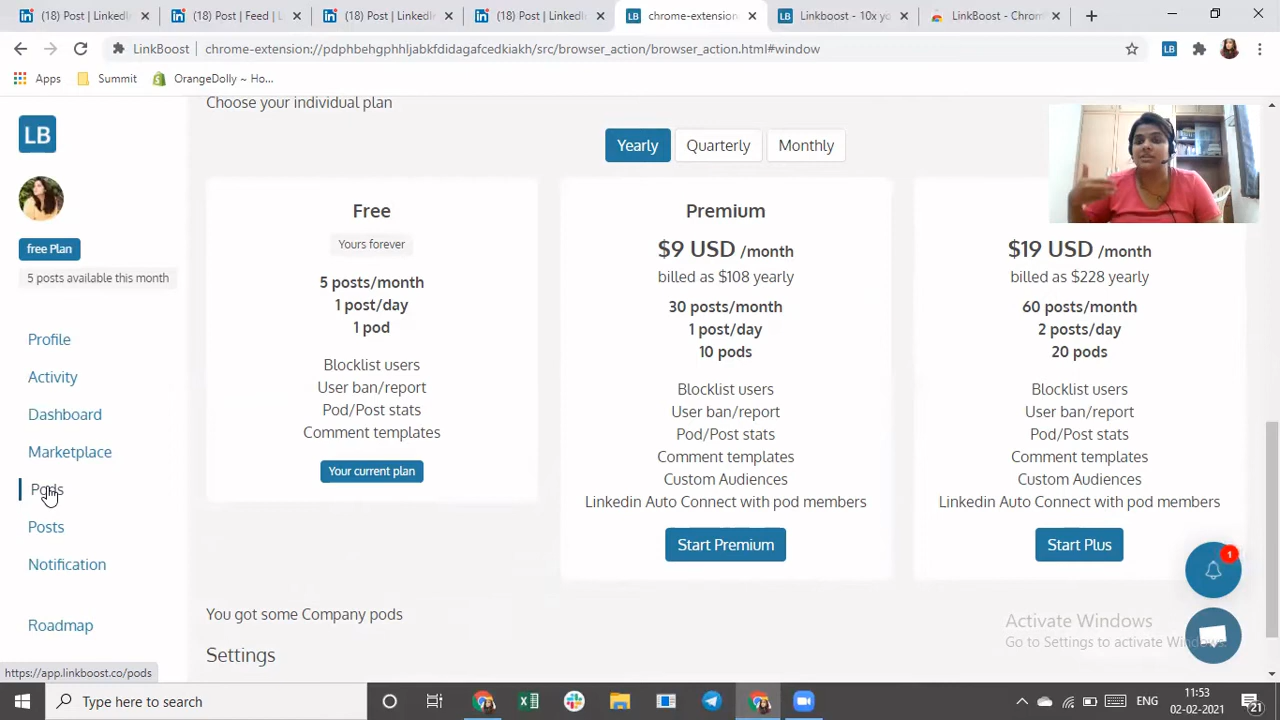 (18) Post | LinkedI
(18) Post | Feed | L
(18) Post | LinkedI
(18) Post | LinkedI
chrome-extension://
Linkboost - 10x yo
LinkBoost - Chrom
LinkBoost
chrome-extension://pdphbehgphhljabkfdidagafcedkiakh/src/browser_action/browser_action.html#window
LB
Apps
Summit
OrangeDolly ~ Ho...
LB
free Plan
5 posts available this month
Profile
Activity
Dashboard
Marketplace
Pods
Posts
Notification
Roadmap
https://app.linkboost.co/pods
Choose your individual plan
Yearly
Quarterly
Monthly
Free
Yours forever
5 posts/month
1 post/day
1 pod
Blocklist users
User ban/report
Pod/Post stats
Comment templates
Your current plan
Premium
$9 USD /month
billed as $108 yearly
30 posts/month
1 post/day
10 pods
Blocklist users
User ban/report
Pod/Post stats
Comment templates
Custom Audiences
Linkedin Auto Connect with pod members
Start Premium
$19 USD /month
billed as $228 yearly
60 posts/month
2 posts/day
20 pods
Blocklist users
User ban/report
Pod/Post stats
Comment templates
Custom Audiences
Linkedin Auto Connect with pod members
Start Plus
1
You got some Company pods
Settings
Activate Windows
Go to Settings to activate Windows.
Type here to search
ENG
11:53
02-02-2021
21